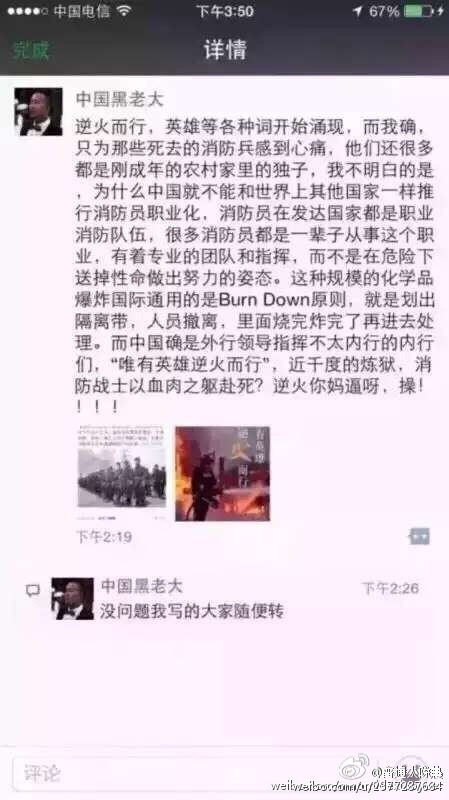 中国电信
下午3:50
67%
完成
详情
中国黑老大
逆火而行，英雄等各种词开始涌现，而我确，
只为那些死去的消防兵感到心痛，他们还很多
都是刚成年的农村家里的独子，我不明白的是
，为什么中国就不能和世界上其他国家一样推
行消防员职业化，消防员在发达国家都是职业
消防队伍，很多消防员都是一辈子从事这个职
业，有着专业的团队和指挥，而不是在危险下
送掉性命做出努力的姿态。这种规模的化学品
爆炸国际通用的是Burn Down原则，就是划出
隔离带，人员撤离，里面烧完炸完了再进去处
理。而中国确是外行领导指挥不太内行的内行
们，“唯有英雄逆火而行”，近千度的炼狱，消
防战士以血肉之躯赴死？逆火你妈逼呀，操！
！！！！
有英雄
逆火
而行
下午2:19
中国黑老大
下午2:26
没问题我写的大家随便转
评论